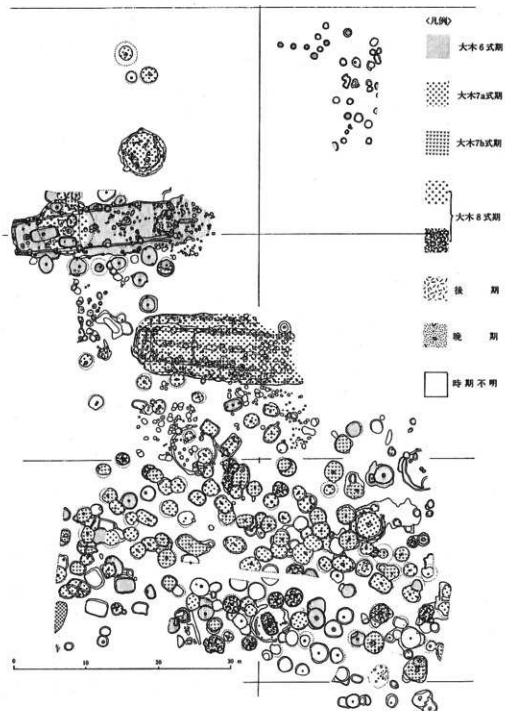 〈凡例〉
大木6式期
大木7a式期
大木7b式期
大木8式期
後 期
晩 期
時期不明
0 10 20 30 m